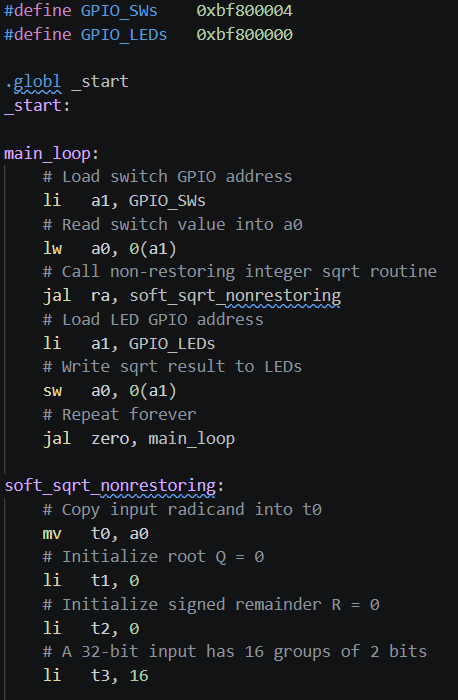 #define GPIO_SWs    0xbf800004
#define GPIO_LEDs   0xbf800000
.globl _start
_start:
main_loop:
    # Load switch GPIO address
    li   a1, GPIO_SWs
    # Read switch value into a0
    lw   a0, 0(a1)
    # Call non-restoring integer sqrt routine
    jal  ra, soft_sqrt_nonrestoring
    # Load LED GPIO address
    li   a1, GPIO_LEDs
    # Write sqrt result to LEDs
    sw   a0, 0(a1)
    # Repeat forever
    jal  zero, main_loop
soft_sqrt_nonrestoring:
    # Copy input radicand into t0
    mv   t0, a0
    # Initialize root Q = 0
    li   t1, 0
    # Initialize signed remainder R = 0
    li   t2, 0
    # A 32-bit input has 16 groups of 2 bits
    li   t3, 16